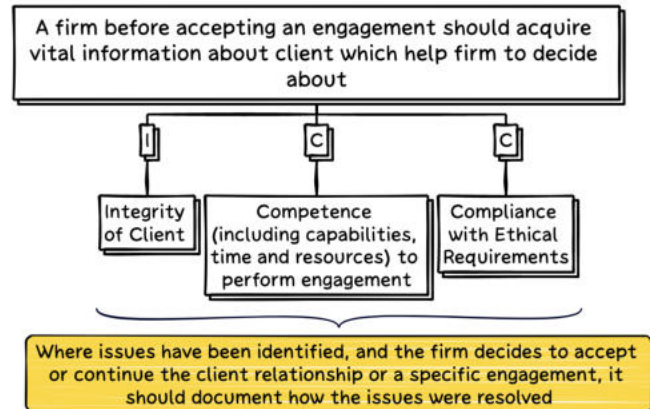 A firm before accepting an engagement should acquire
vital information about client which help firm to decide
about
I
C
C
Integrity
of Client
Competence
(including capabilities,
time and resources) to
perform engagement
Compliance
with Ethical
Requirements
Where issues have been identified, and the firm decides to accept
or continue the client relationship or a specific engagement, it
should document how the issues were resolved